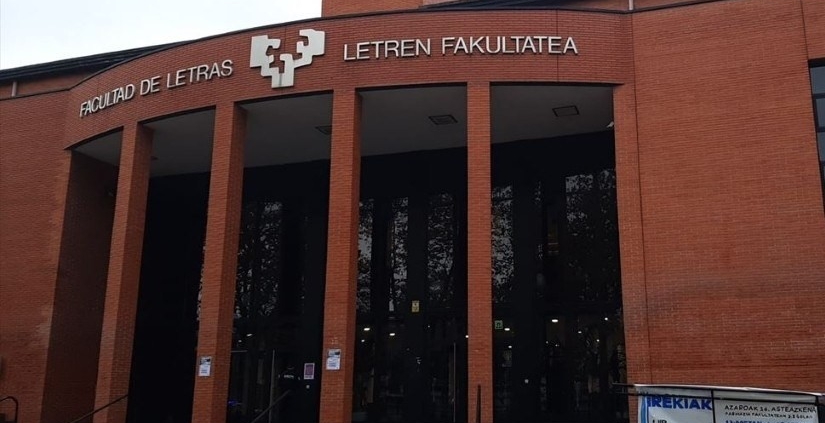 FACULTAD DE LETRAS
LETREN FAKULTATEA
IREKIAK
AZAROAK 16, ASTEAZKENA